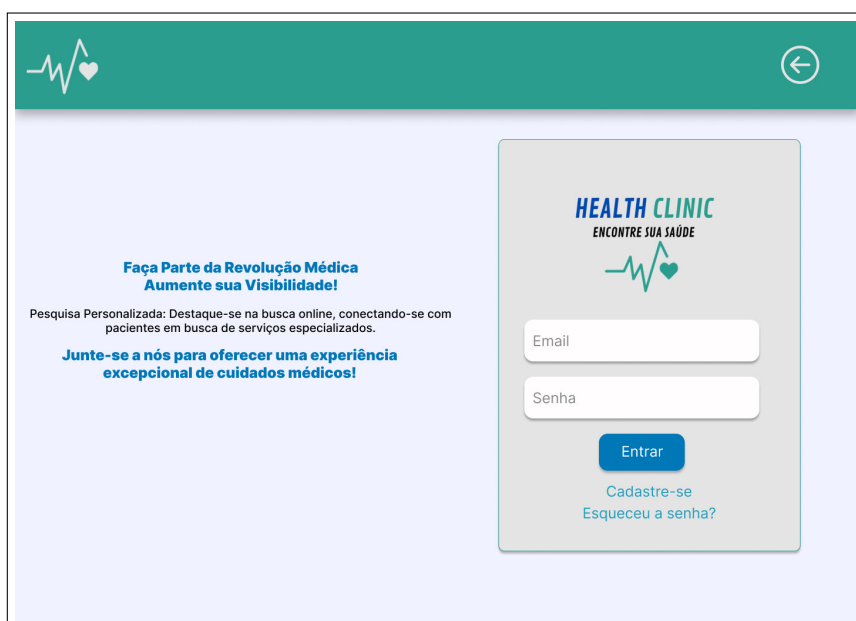 Faça Parte da Revolução Médica
Aumente sua Visibilidade!
Pesquisa Personalizada: Destaque-se na busca online, conectando-se com
pacientes em busca de serviços especializados.
Junte-se a nós para oferecer uma experiência
excepcional de cuidados médicos!
HEALTH CLINIC
ENCONTRE SUA SAÚDE
Email
Senha
Entrar
Cadastre-se
Esqueceu a senha?